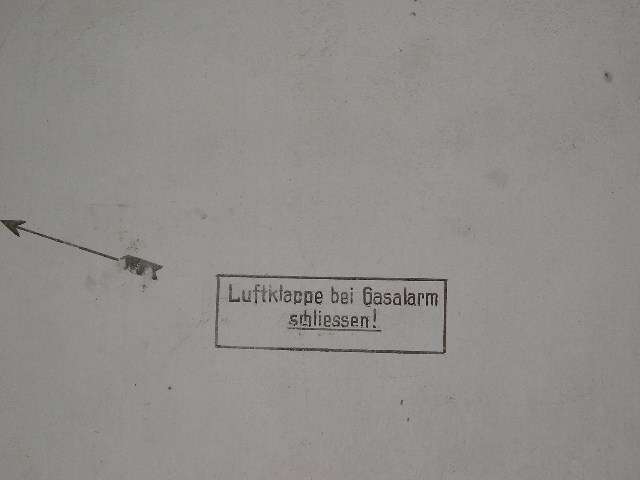 Luftklappe bei Gasalarm
schliessen!